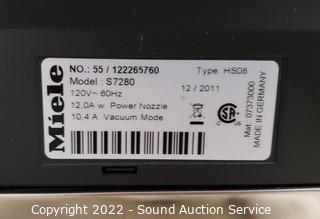 Miele
NO.: 55 / 122265760
Type HS08
Model : S7280
120V~ 60Hz
12 / 2011
12,0A w. Power Nozzle
10,4 A Vacuum Mode
Mat. 07373000
MADE IN GERMANY
Copyright © 2022 - Sound Auction Service